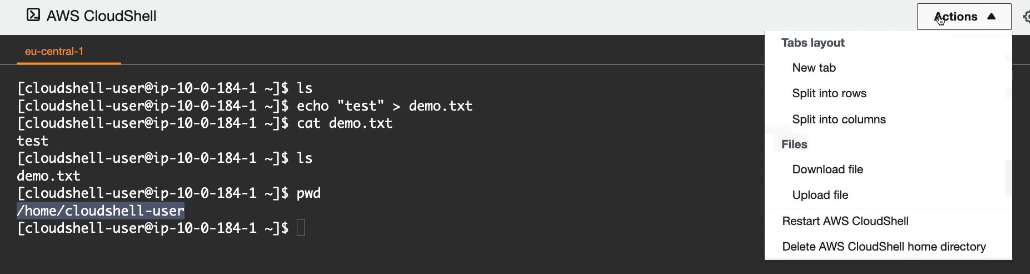 AWS CloudShell
Actions
eu-central-1
[cloudshell-user@ip-10-0-184-1 ~]$ ls
[cloudshell-user@ip-10-0-184-1 ~]$ echo "test" > demo.txt
[cloudshell-user@ip-10-0-184-1 ~]$ cat demo.txt
test
[cloudshell-user@ip-10-0-184-1 ~]$ ls
demo.txt
[cloudshell-user@ip-10-0-184-1 ~]$ pwd
/home/cloudshell-user
[cloudshell-user@ip-10-0-184-1 ~]$
Tabs layout
New tab
Split into rows
Split into columns
Files
Download file
Upload file
Restart AWS CloudShell
Delete AWS CloudShell home directory